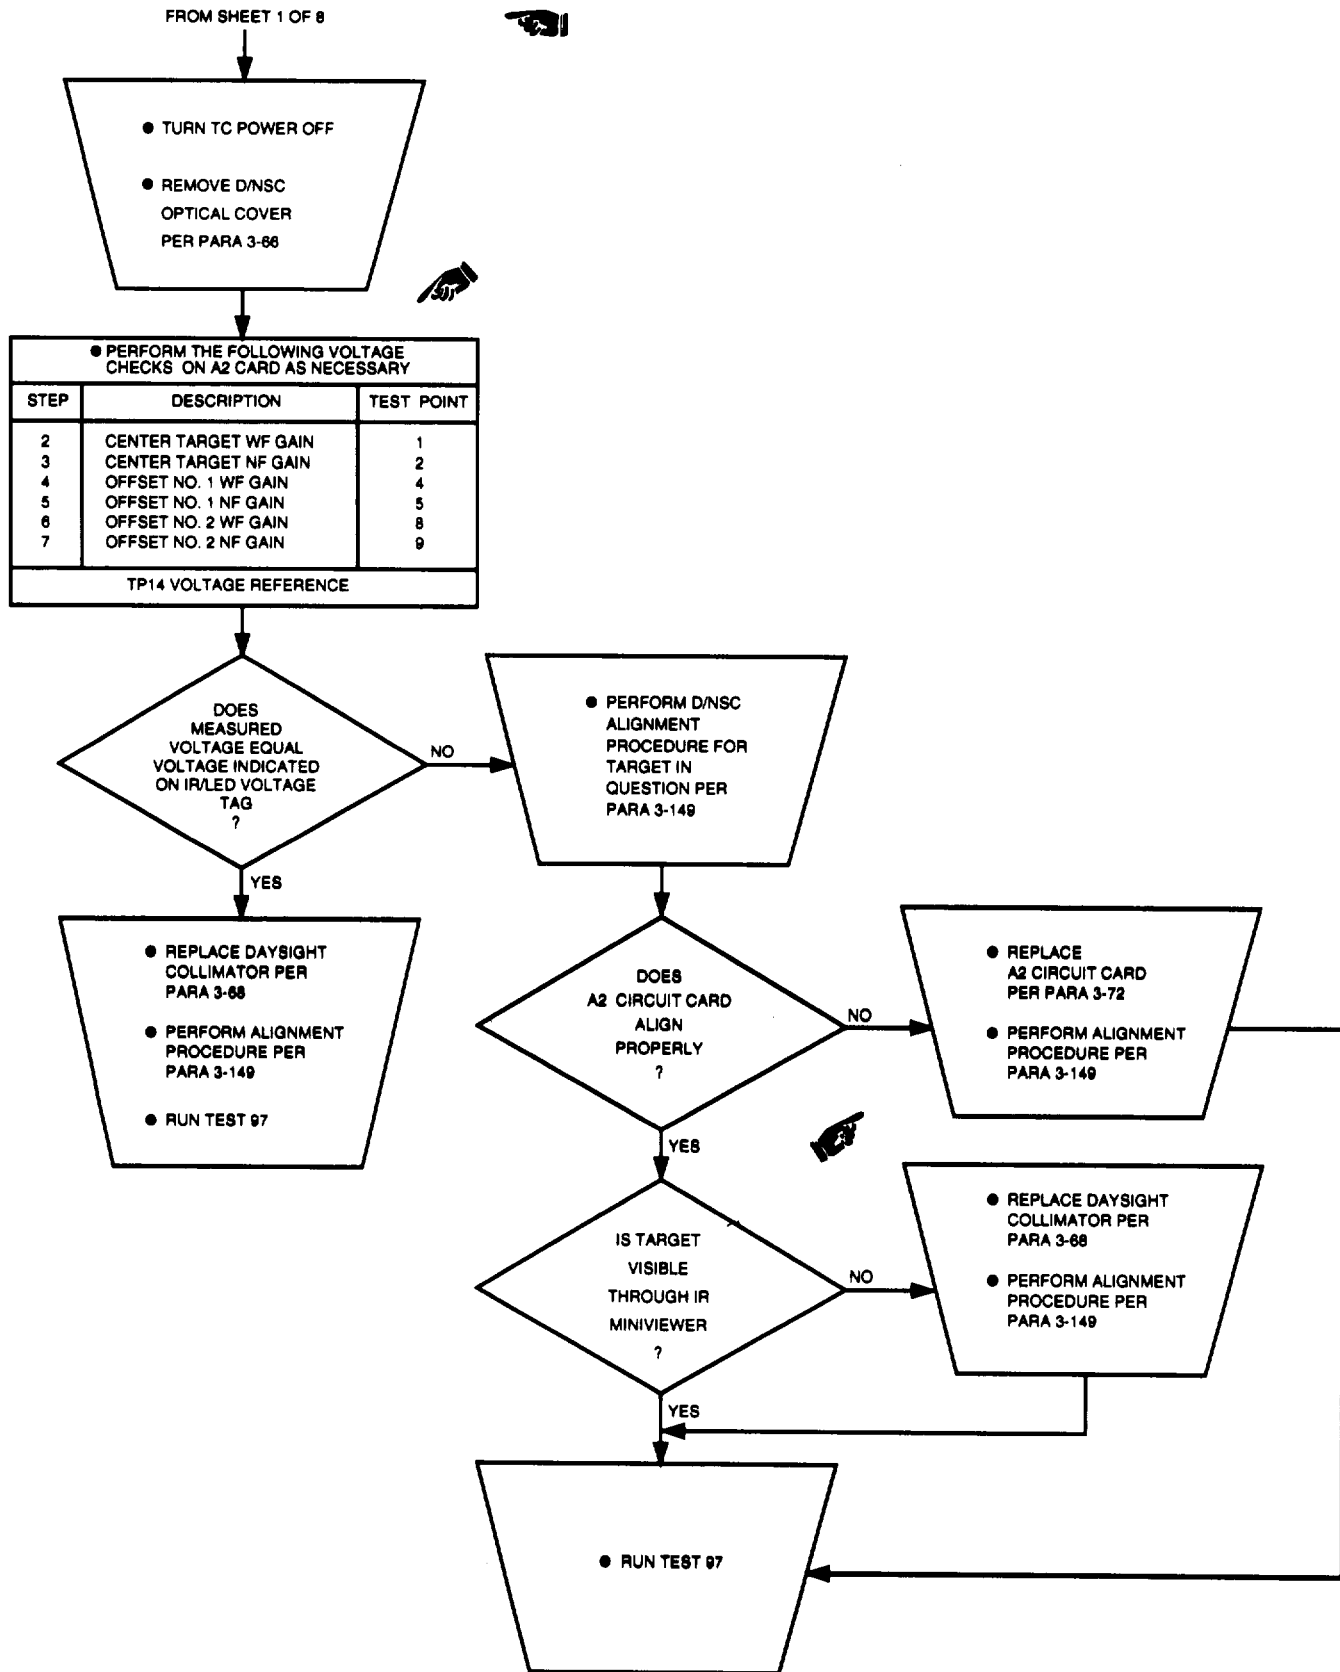 FROM SHEET 1 OF 8
● TURN TC POWER OFF
● REMOVE D/NSC
OPTICAL COVER
PER PARA 3-66
● PERFORM THE FOLLOWING VOLTAGE
CHECKS ON A2 CARD AS NECESSARY
STEP DESCRIPTION TEST POINT
2 CENTER TARGET WF GAIN 1
3 CENTER TARGET NF GAIN 2
4 OFFSET NO. 1 WF GAIN 4
5 OFFSET NO. 1 NF GAIN 5
6 OFFSET NO. 2 WF GAIN 8
7 OFFSET NO. 2 NF GAIN 9
TP14 VOLTAGE REFERENCE
DOES
MEASURED
VOLTAGE EQUAL
VOLTAGE INDICATED
ON IR/LED VOLTAGE
TAG
?
NO
YES
● PERFORM D/NSC
ALIGNMENT
PROCEDURE FOR
TARGET IN
QUESTION PER
PARA 3-149
● REPLACE DAYSIGHT
COLLIMATOR PER
PARA 3-68
● PERFORM ALIGNMENT
PROCEDURE PER
PARA 3-149
● RUN TEST 97
DOES
A2 CIRCUIT CARD
ALIGN
PROPERLY
?
NO
YES
● REPLACE
A2 CIRCUIT CARD
PER PARA 3-72
● PERFORM ALIGNMENT
PROCEDURE PER
PARA 3-149
IS TARGET
VISIBLE
THROUGH IR
MINIVIEWER
?
NO
YES
● REPLACE DAYSIGHT
COLLIMATOR PER
PARA 3-68
● PERFORM ALIGNMENT
PROCEDURE PER
PARA 3-149
● RUN TEST 97